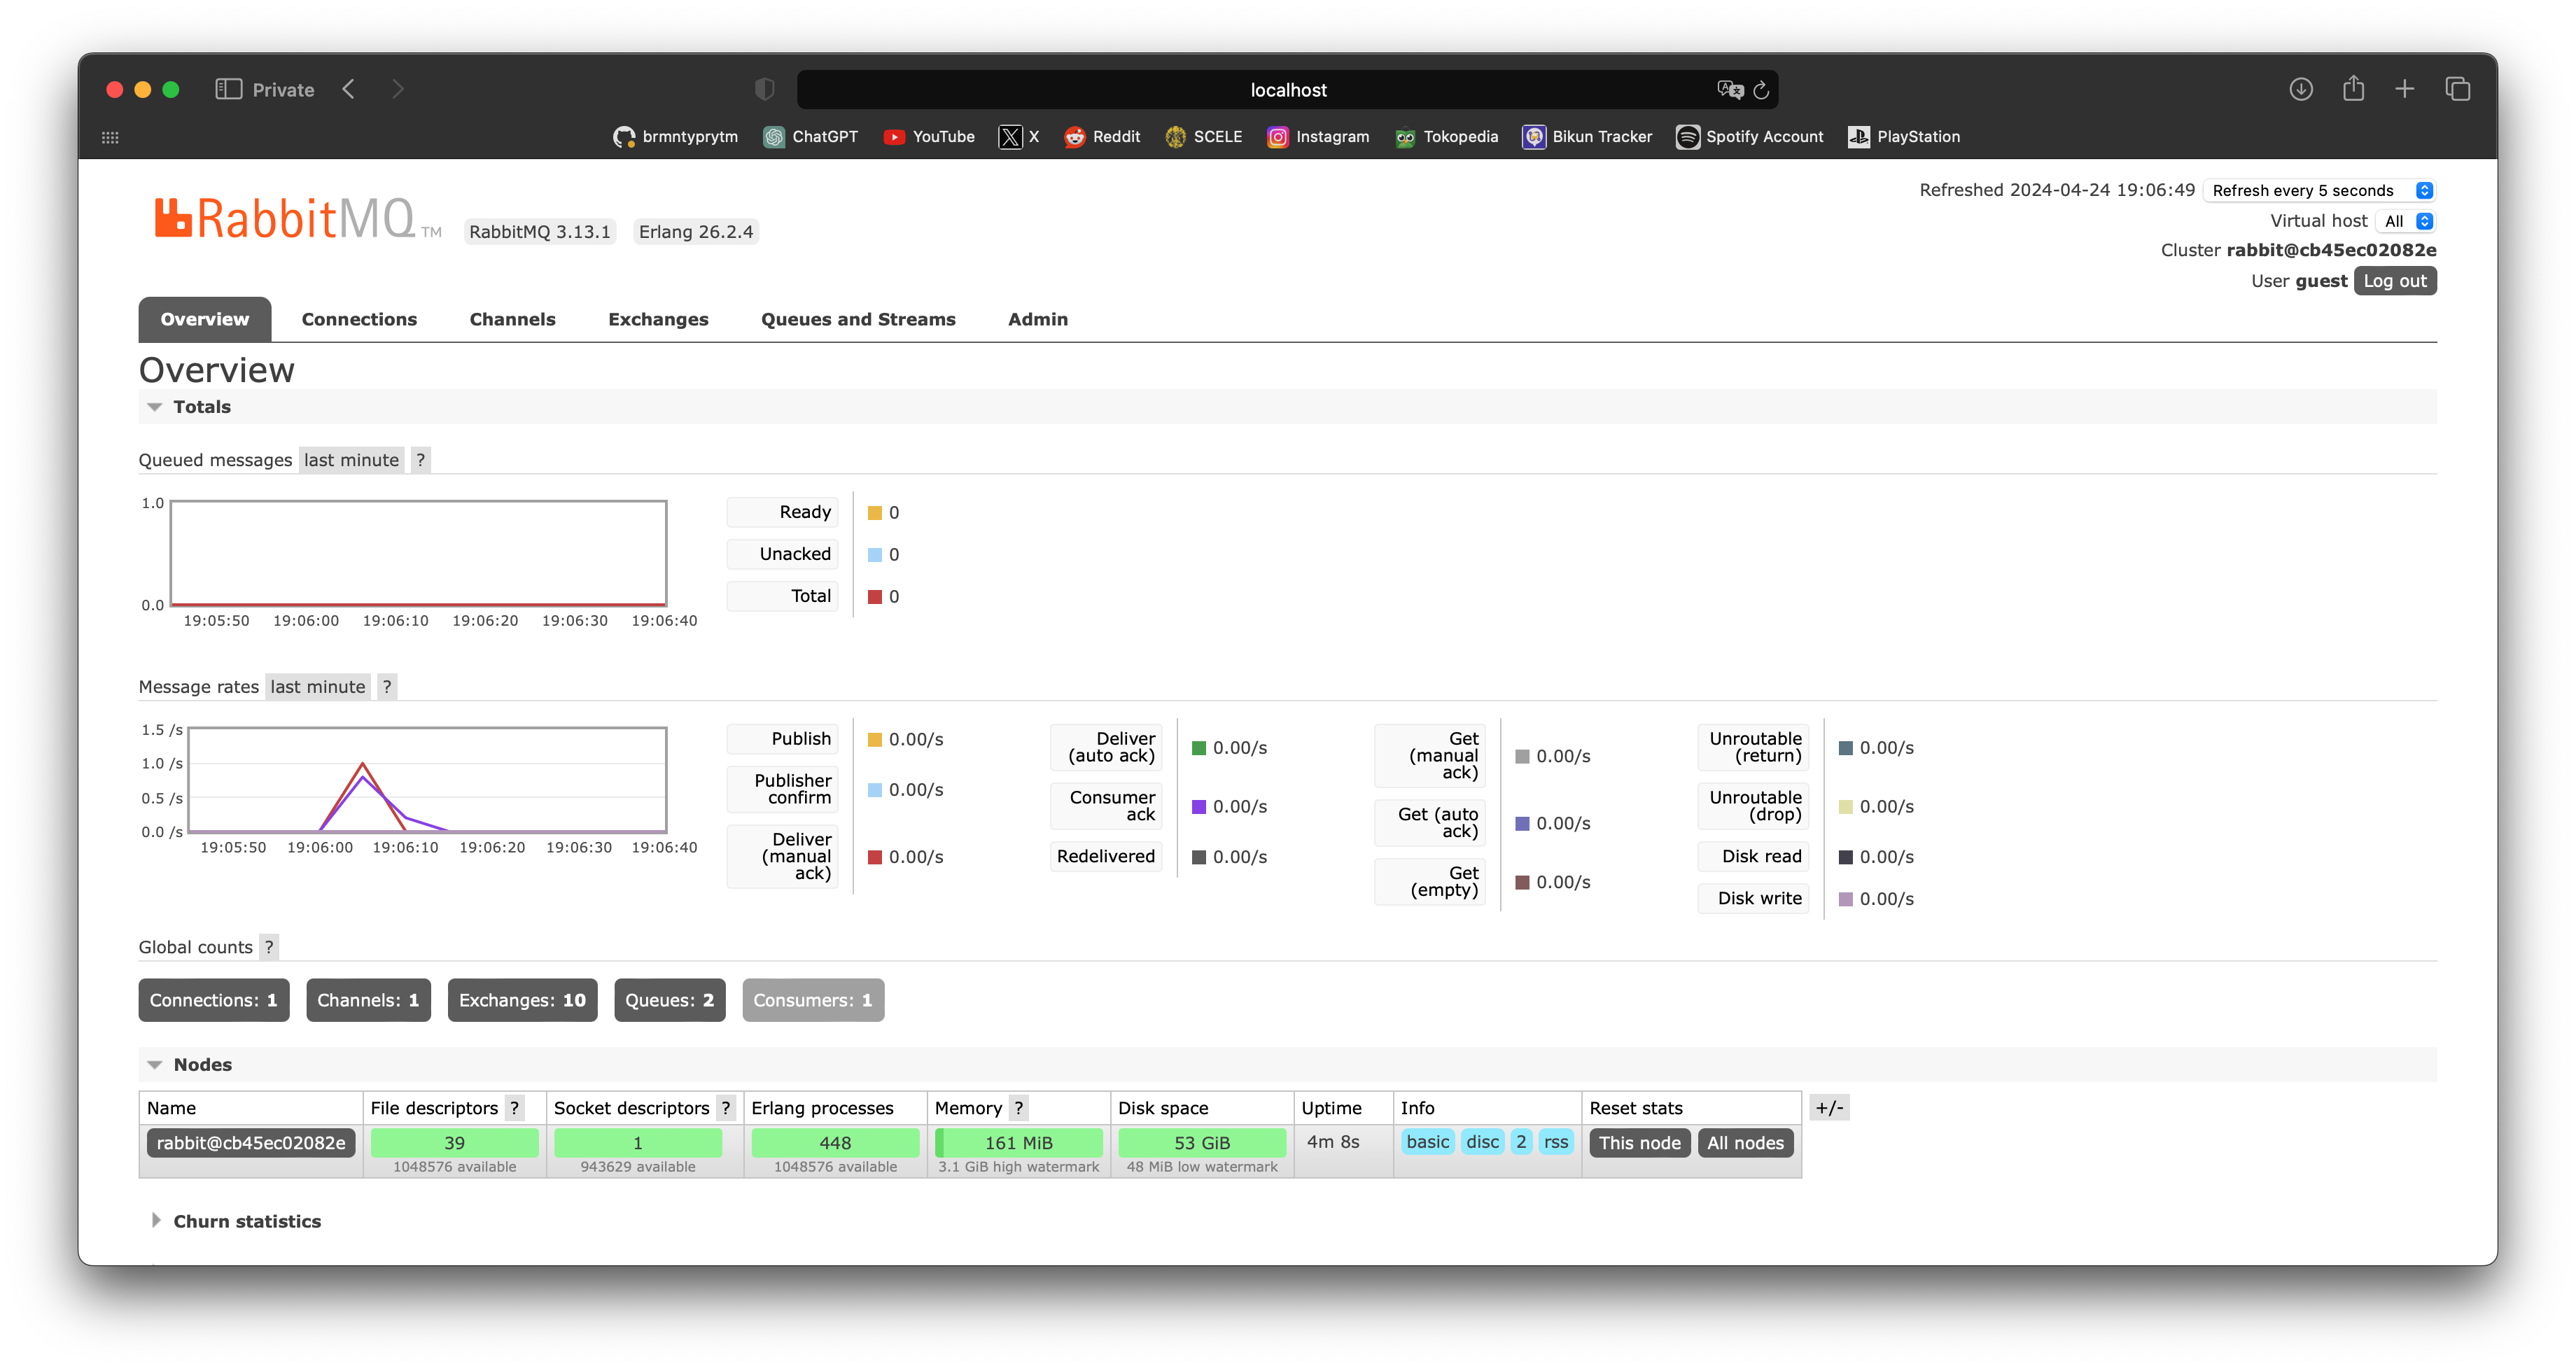 Private
localhost
brmntyprytm ChatGPT YouTube X Reddit SCELE Instagram Tokopedia Bikun Tracker Spotify Account PlayStation
RabbitMQ TM RabbitMQ 3.13.1 Erlang 26.2.4
Refreshed 2024-04-24 19:06:49 Refresh every 5 seconds
Virtual host All
Cluster rabbit@cb45ec02082e
User guest Log out
Overview Connections Channels Exchanges Queues and Streams Admin
Overview
Totals
Queued messages last minute ?
1.0
0.0
19:05:50 19:06:00 19:06:10 19:06:20 19:06:30 19:06:40
Ready 0
Unacked 0
Total 0
Message rates last minute ?
1.5 /s
1.0 /s
0.5 /s
0.0 /s
19:05:50 19:06:00 19:06:10 19:06:20 19:06:30 19:06:40
Publish 0.00/s
Publisher
confirm 0.00/s
Deliver
(manual
ack) 0.00/s
Deliver
(auto ack) 0.00/s
Consumer
ack 0.00/s
Redelivered 0.00/s
Get
(manual
ack) 0.00/s
Get (auto
ack) 0.00/s
Get
(empty) 0.00/s
Unroutable
(return) 0.00/s
Unroutable
(drop) 0.00/s
Disk read 0.00/s
Disk write 0.00/s
Global counts ?
Connections: 1 Channels: 1 Exchanges: 10 Queues: 2 Consumers: 1
Nodes
Name File descriptors ? Socket descriptors ? Erlang processes Memory ? Disk space Uptime Info Reset stats +/-
rabbit@cb45ec02082e 39 1 448 161 MiB 53 GiB 4m 8s basic disc 2 rss This node All nodes
1048576 available 943629 available 1048576 available 3.1 GiB high watermark 48 MiB low watermark
Churn statistics